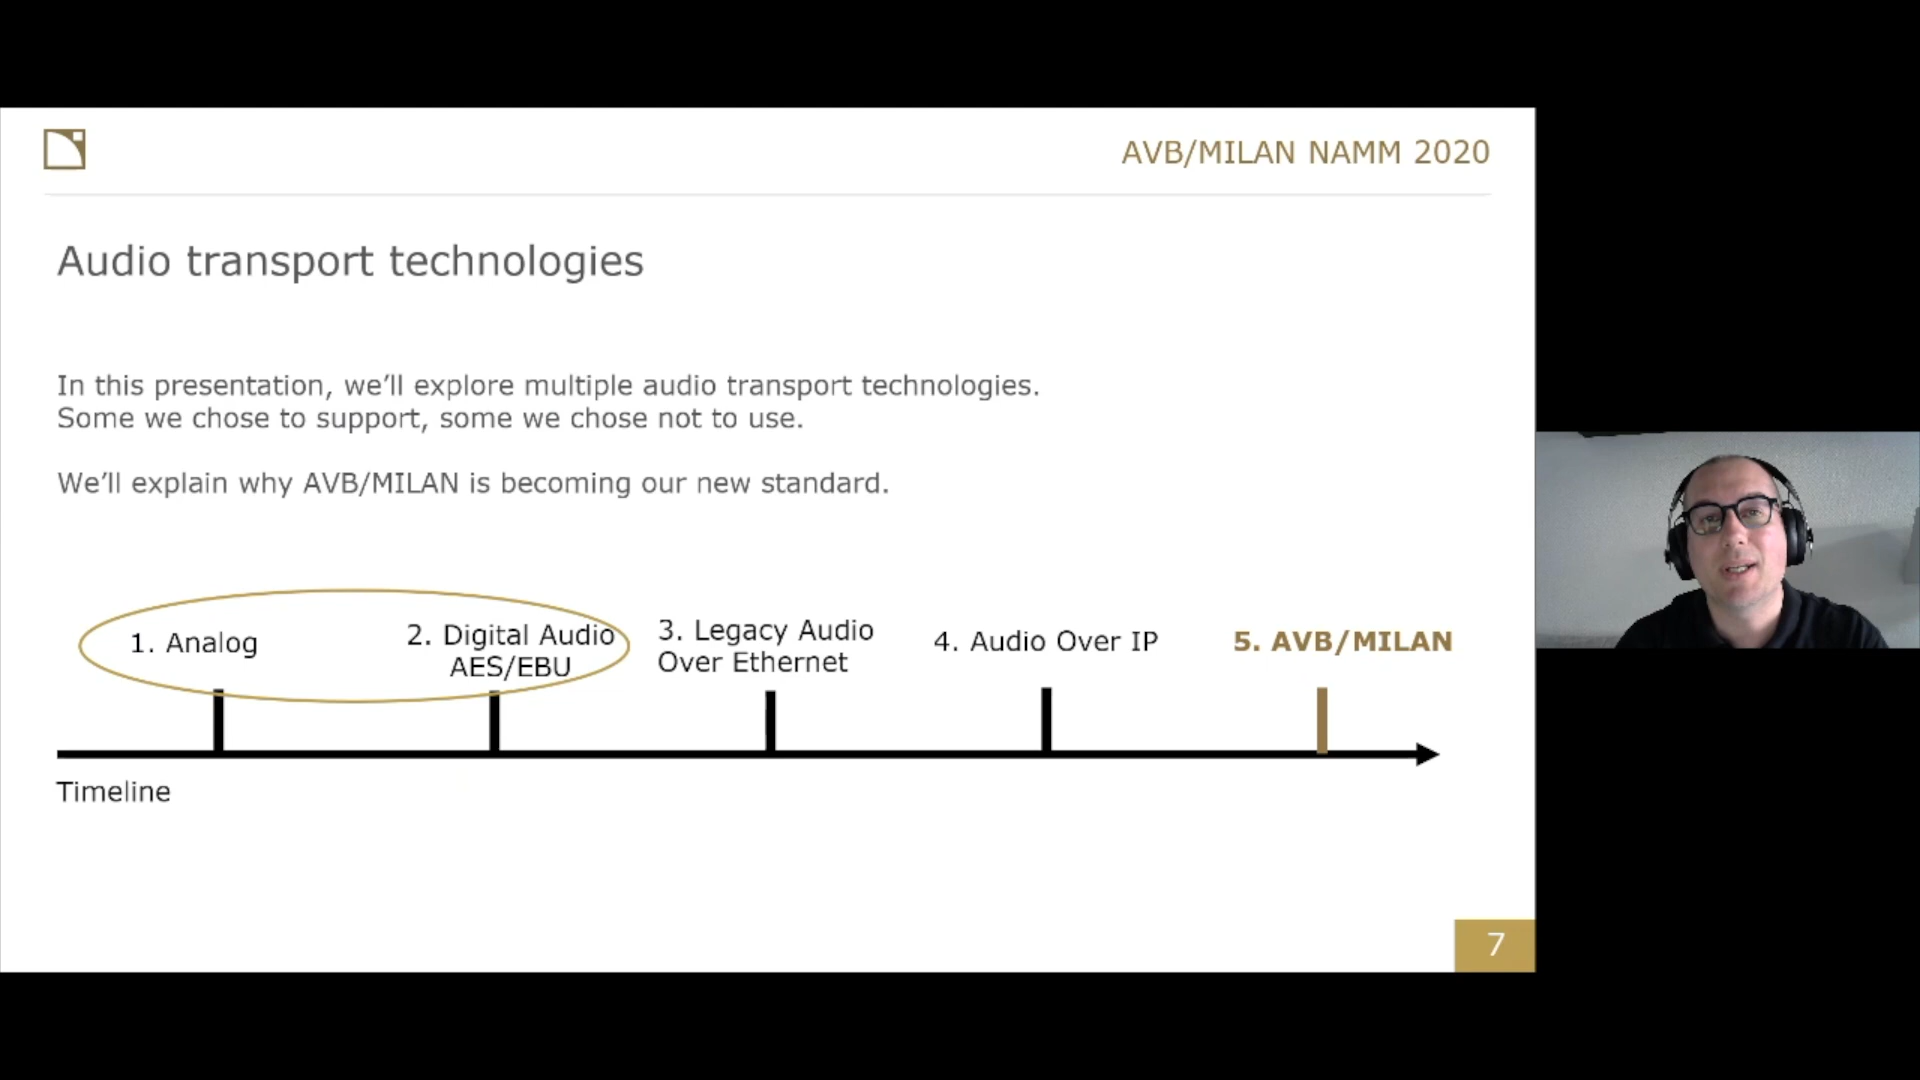 AVB/MILAN NAMM 2020
Audio transport technologies
In this presentation, we’ll explore multiple audio transport technologies.
Some we chose to support, some we chose not to use.
We’ll explain why AVB/MILAN is becoming our new standard.
1. Analog
2. Digital Audio
AES/EBU
3. Legacy Audio
Over Ethernet
4. Audio Over IP
5. AVB/MILAN
Timeline
7